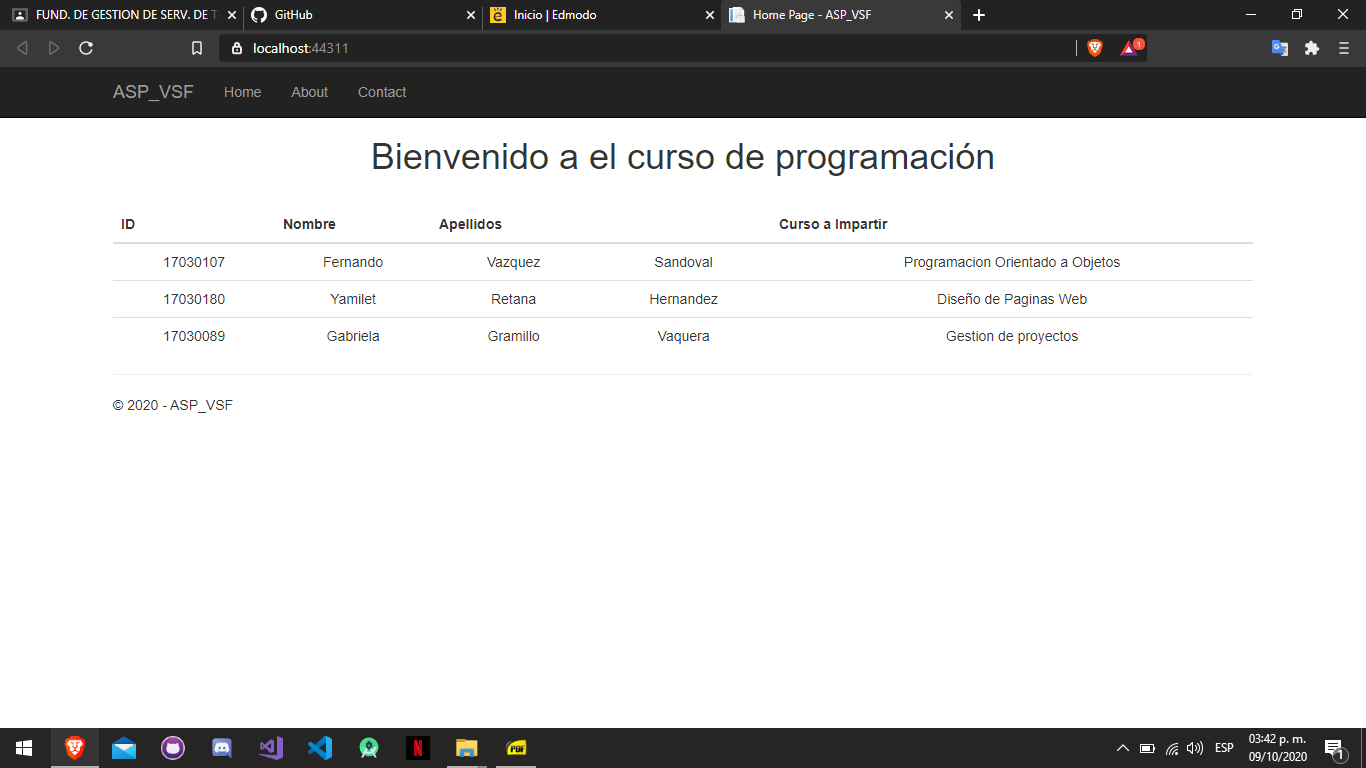 FUND. DE GESTION DE SERV. DE T
GitHub
Inicio | Edmodo
Home Page - ASP_VSF
localhost:44311
1
ASP_VSF
Home
About
Contact
Bienvenido a el curso de programación
ID Nombre Apellidos Curso a Impartir
17030107 Fernando Vazquez Sandoval Programacion Orientado a Objetos
17030180 Yamilet Retana Hernandez Diseño de Paginas Web
17030089 Gabriela Gramillo Vaquera Gestion de proyectos
© 2020 - ASP_VSF
N
PDF
ESP
03:42 p. m.
09/10/2020
1